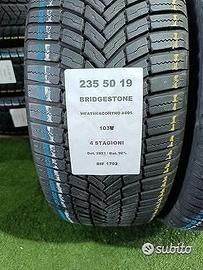 235 50 19
BRIDGESTONE
WEATHERCONTROL A005
103W
4 STAGIONI
RIF 1702
subito